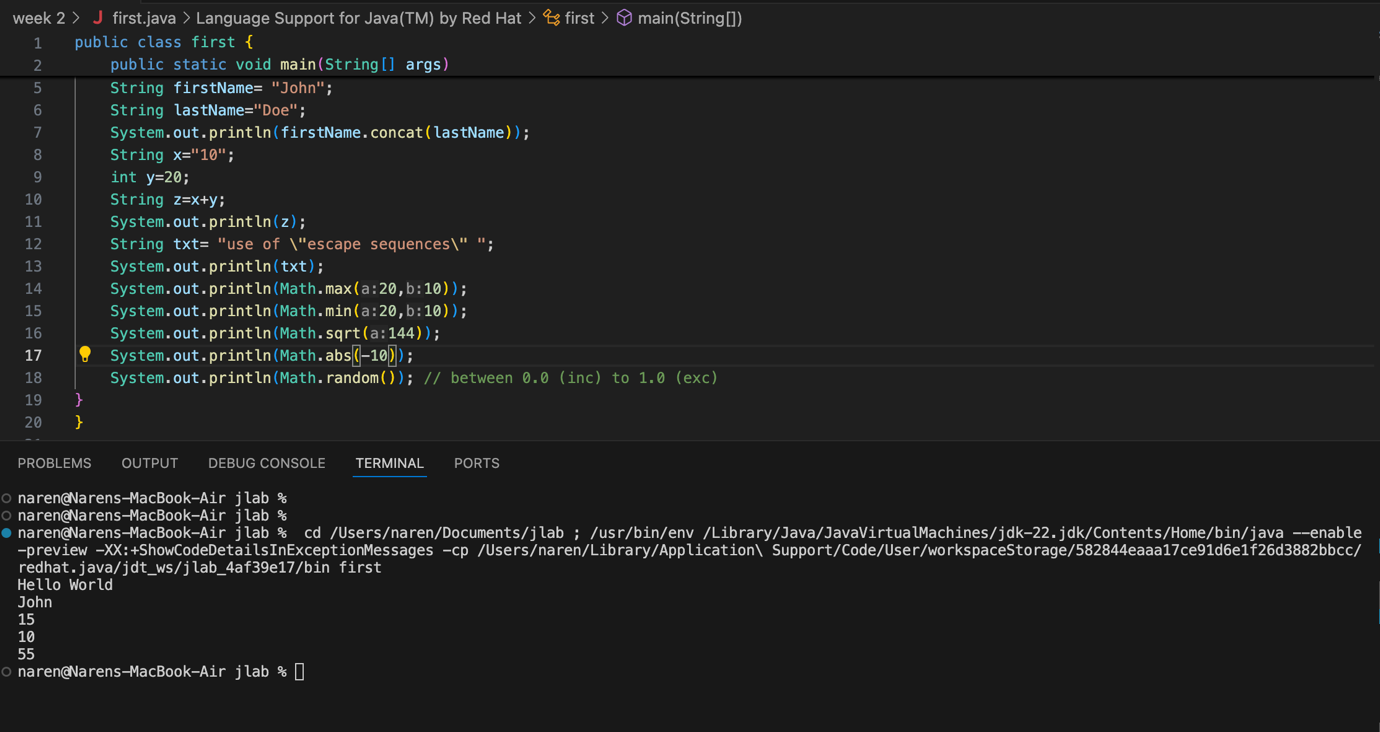 week 2 > J first.java > Language Support for Java(TM) by Red Hat > first > main(String[])
1 public class first {
2 public static void main(String[] args)
5 String firstName= "John";
6 String lastName="Doe";
7 System.out.println(firstName.concat(lastName));
8 String x="10";
9 int y=20;
10 String z=x+y;
11 System.out.println(z);
12 String txt= "use of \"escape sequences\" ";
13 System.out.println(txt);
14 System.out.println(Math.max(a:20,b:10));
15 System.out.println(Math.min(a:20,b:10));
16 System.out.println(Math.sqrt(a:144));
17 System.out.println(Math.abs(-10));
18 System.out.println(Math.random()); // between 0.0 (inc) to 1.0 (exc)
19 }
20 }
PROBLEMS OUTPUT DEBUG CONSOLE TERMINAL PORTS
naren@Narens-MacBook-Air jlab %
naren@Narens-MacBook-Air jlab %
naren@Narens-MacBook-Air jlab % cd /Users/naren/Documents/jlab ; /usr/bin/env /Library/Java/JavaVirtualMachines/jdk-22.jdk/Contents/Home/bin/java --enable
-preview -XX:+ShowCodeDetailsInExceptionMessages -cp /Users/naren/Library/Application\ Support/Code/User/workspaceStorage/582844eaaa17ce91d6e1f26d3882bbcc/
redhat.java/jdt_ws/jlab_4af39e17/bin first
Hello World
John
15
10
55
naren@Narens-MacBook-Air jlab %